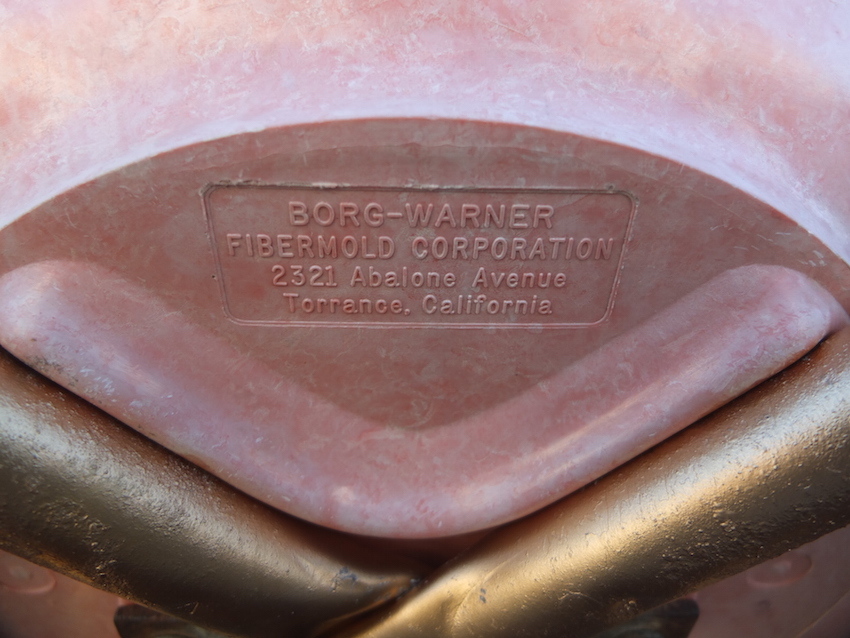 BORG-WARNER
FIBERMOLD CORPORATION
2321 Abalone Avenue
Torrance, California